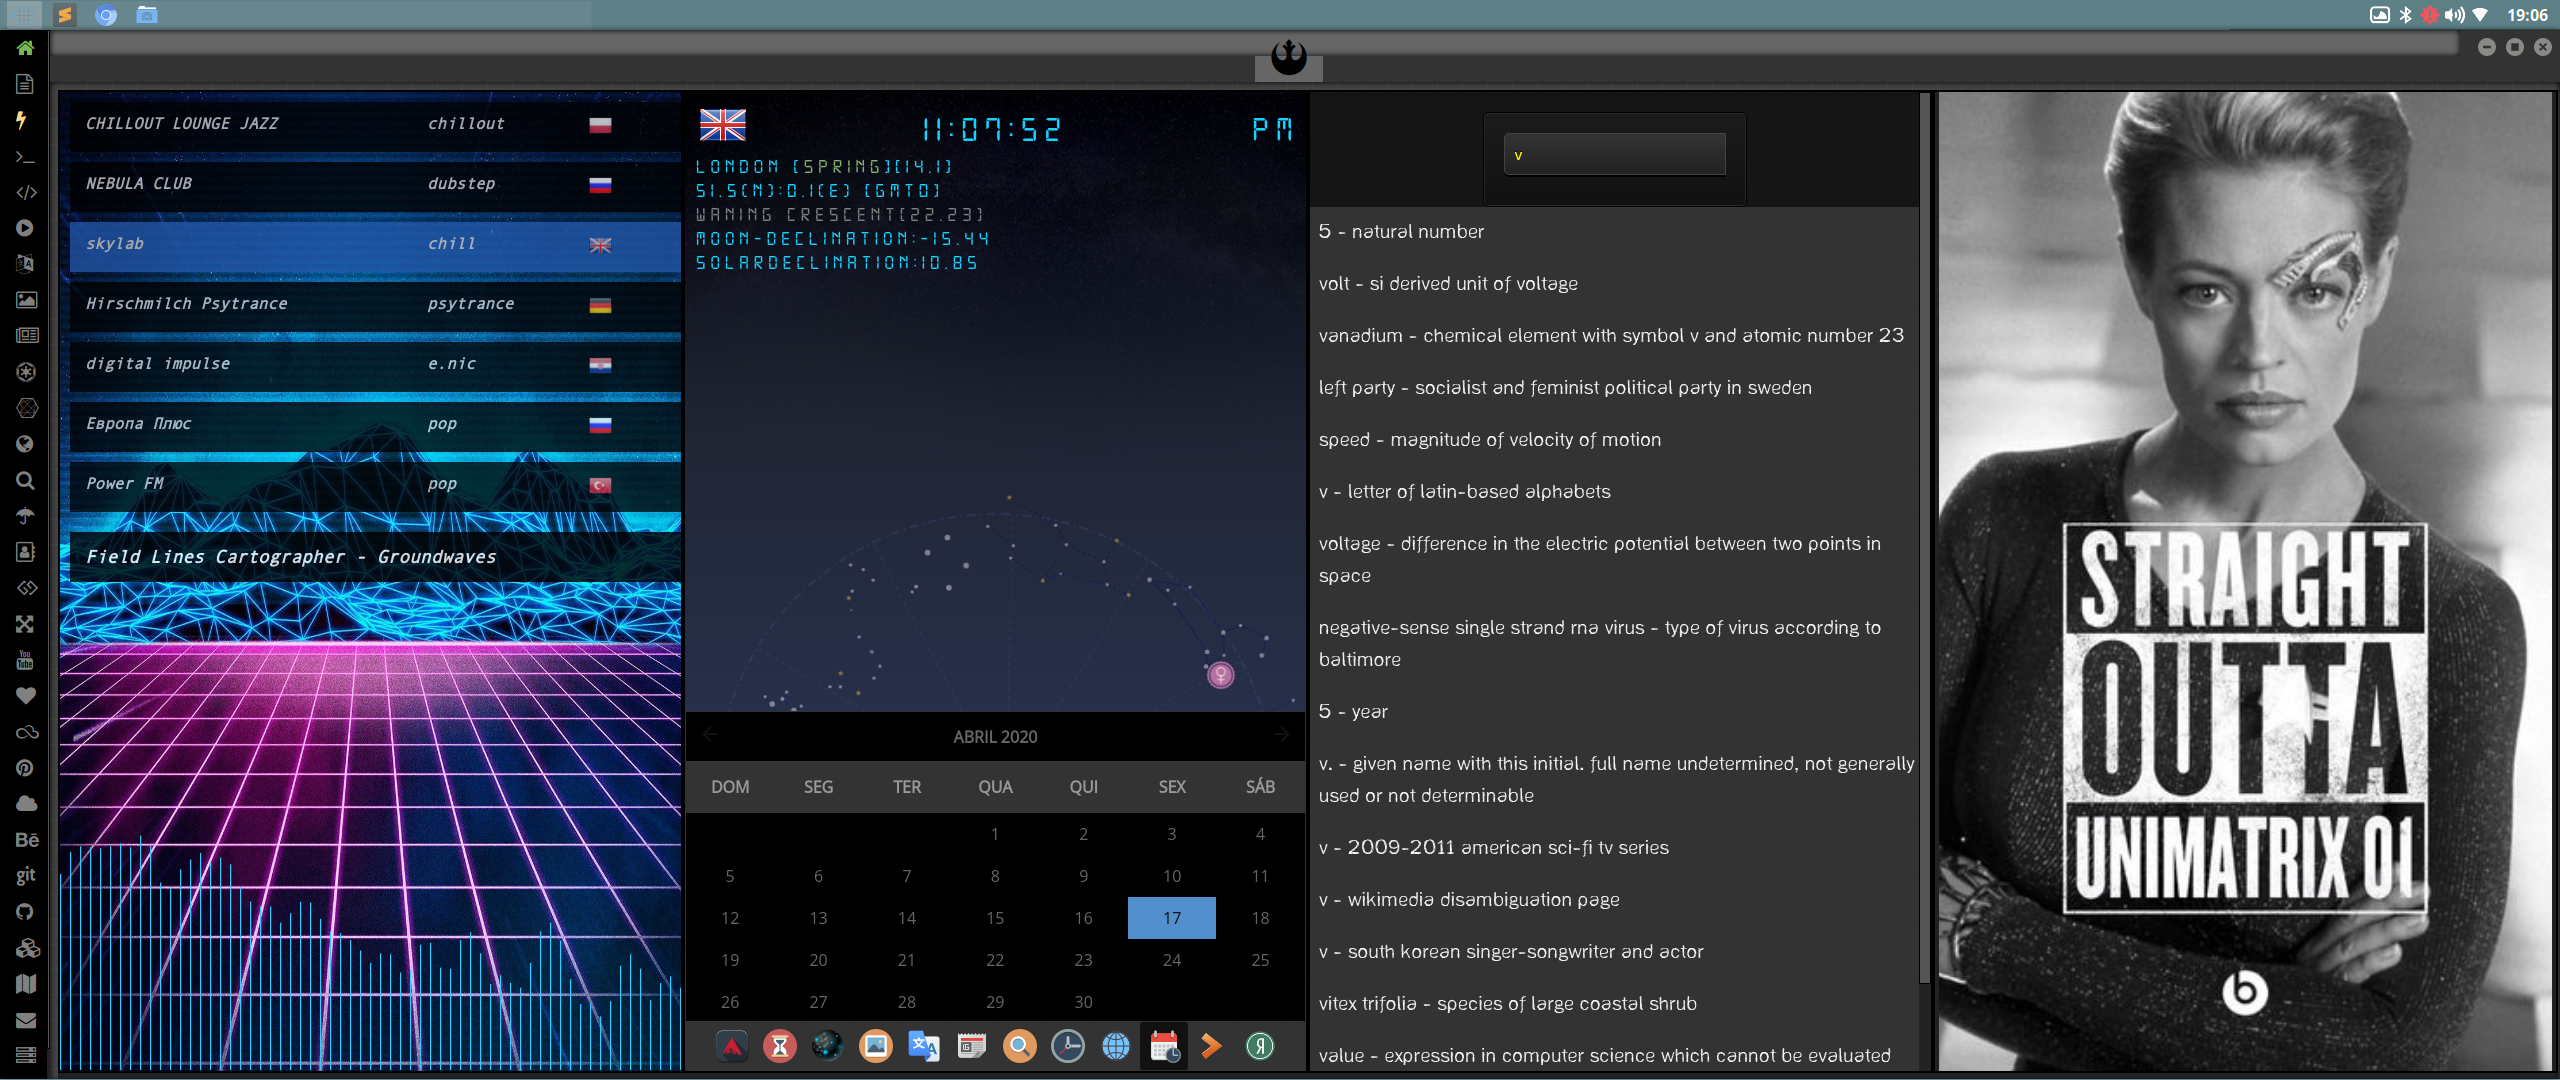 19:06
CHILLOUT LOUNGE JAZZ chillout
NEBULA CLUB dubstep
skylab chill
Hirschmilch Psytrance psytrance
digital impulse e.nic
Европа Плюс pop
Power FM pop
Field Lines Cartographer - Groundwaves
You
Tube
Bē
git
11:07:52 PM
LONDON [SPRING][14.1]
51.5(N):0.1(E) [GMT0]
WANING CRESCENT[22.23]
MOON-DECLINATION:-15.44
SOLARDECLINATION:10.85
ABRIL 2020
DOM SEG TER QUA QUI SEX SÁB
1 2 3 4
5 6 7 8 9 10 11
12 13 14 15 16 17 18
19 20 21 22 23 24 25
26 27 28 29 30
v
5 - natural number
volt - si derived unit of voltage
vanadium - chemical element with symbol v and atomic number 23
left party - socialist and feminist political party in sweden
speed - magnitude of velocity of motion
v - letter of latin-based alphabets
voltage - difference in the electric potential between two points in
space
negative-sense single strand rna virus - type of virus according to
baltimore
5 - year
v. - given name with this initial. full name undetermined, not generally
used or not determinable
v - 2009-2011 american sci-fi tv series
v - wikimedia disambiguation page
v - south korean singer-songwriter and actor
vitex trifolia - species of large coastal shrub
value - expression in computer science which cannot be evaluated
STRAIGHT
OUTTA
UNIMATRIX 01
b